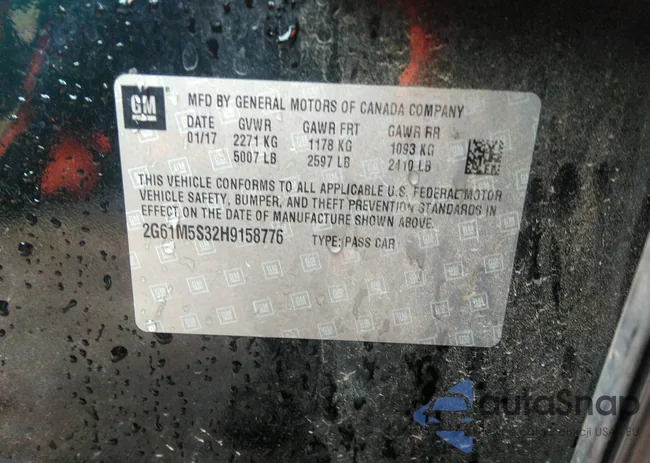 GM
MFD BY GENERAL MOTORS OF CANADA COMPANY
DATE GVWR GAWR FRT GAWR RR
01/17 2271 KG 1178 KG 1093 KG
5007 LB 2597 LB 2410 LB
THIS VEHICLE CONFORMS TO ALL APPLICABLE U.S. FEDERAL MOTOR
VEHICLE SAFETY, BUMPER, AND THEFT PREVENTION STANDARDS IN
EFFECT ON THE DATE OF MANUFACTURE SHOWN ABOVE.
2G61M5S32H9158776 TYPE: PASS CAR
autoSnap